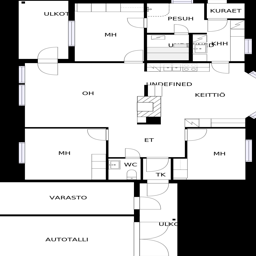 KURAET
ULKOT
PESUH
MH
KHH
UNDEFINED
OH
KEITTIÖ
ET
MH
MH
WC
TK
VARASTO
ULKO
AUTOTALLI